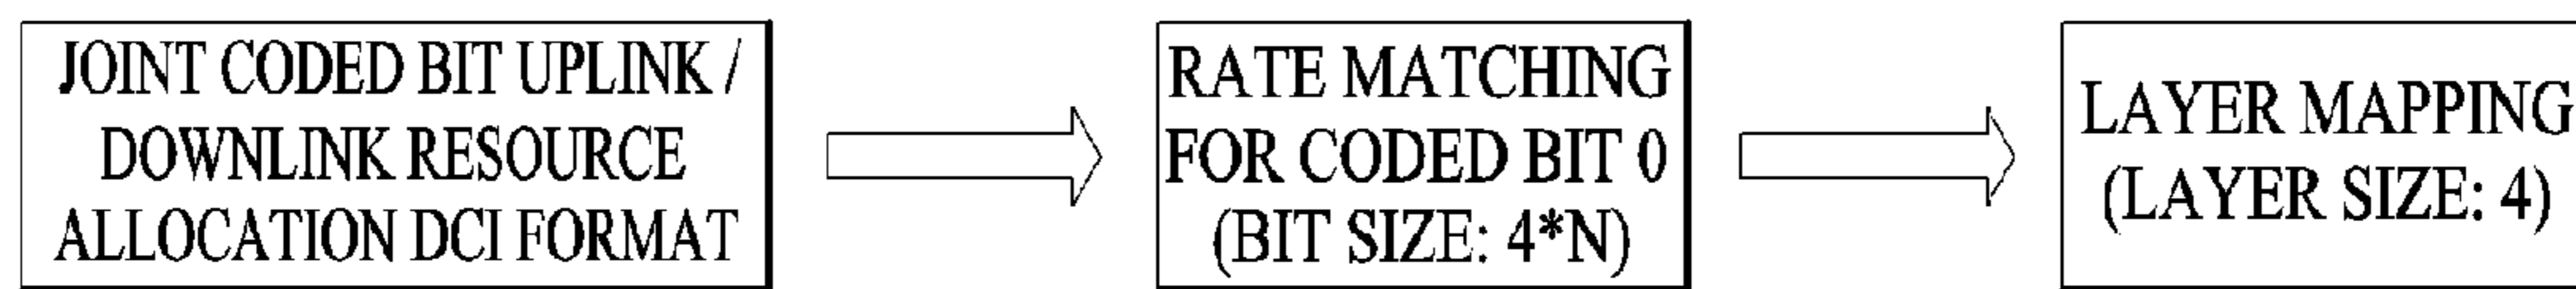 JOINT CODED BIT UPLINK /
DOWNLINK RESOURCE
ALLOCATION DCI FORMAT
RATE MATCHING
FOR CODED BIT 0
(BIT SIZE: 4*N)
LAYER MAPPING
(LAYER SIZE: 4)